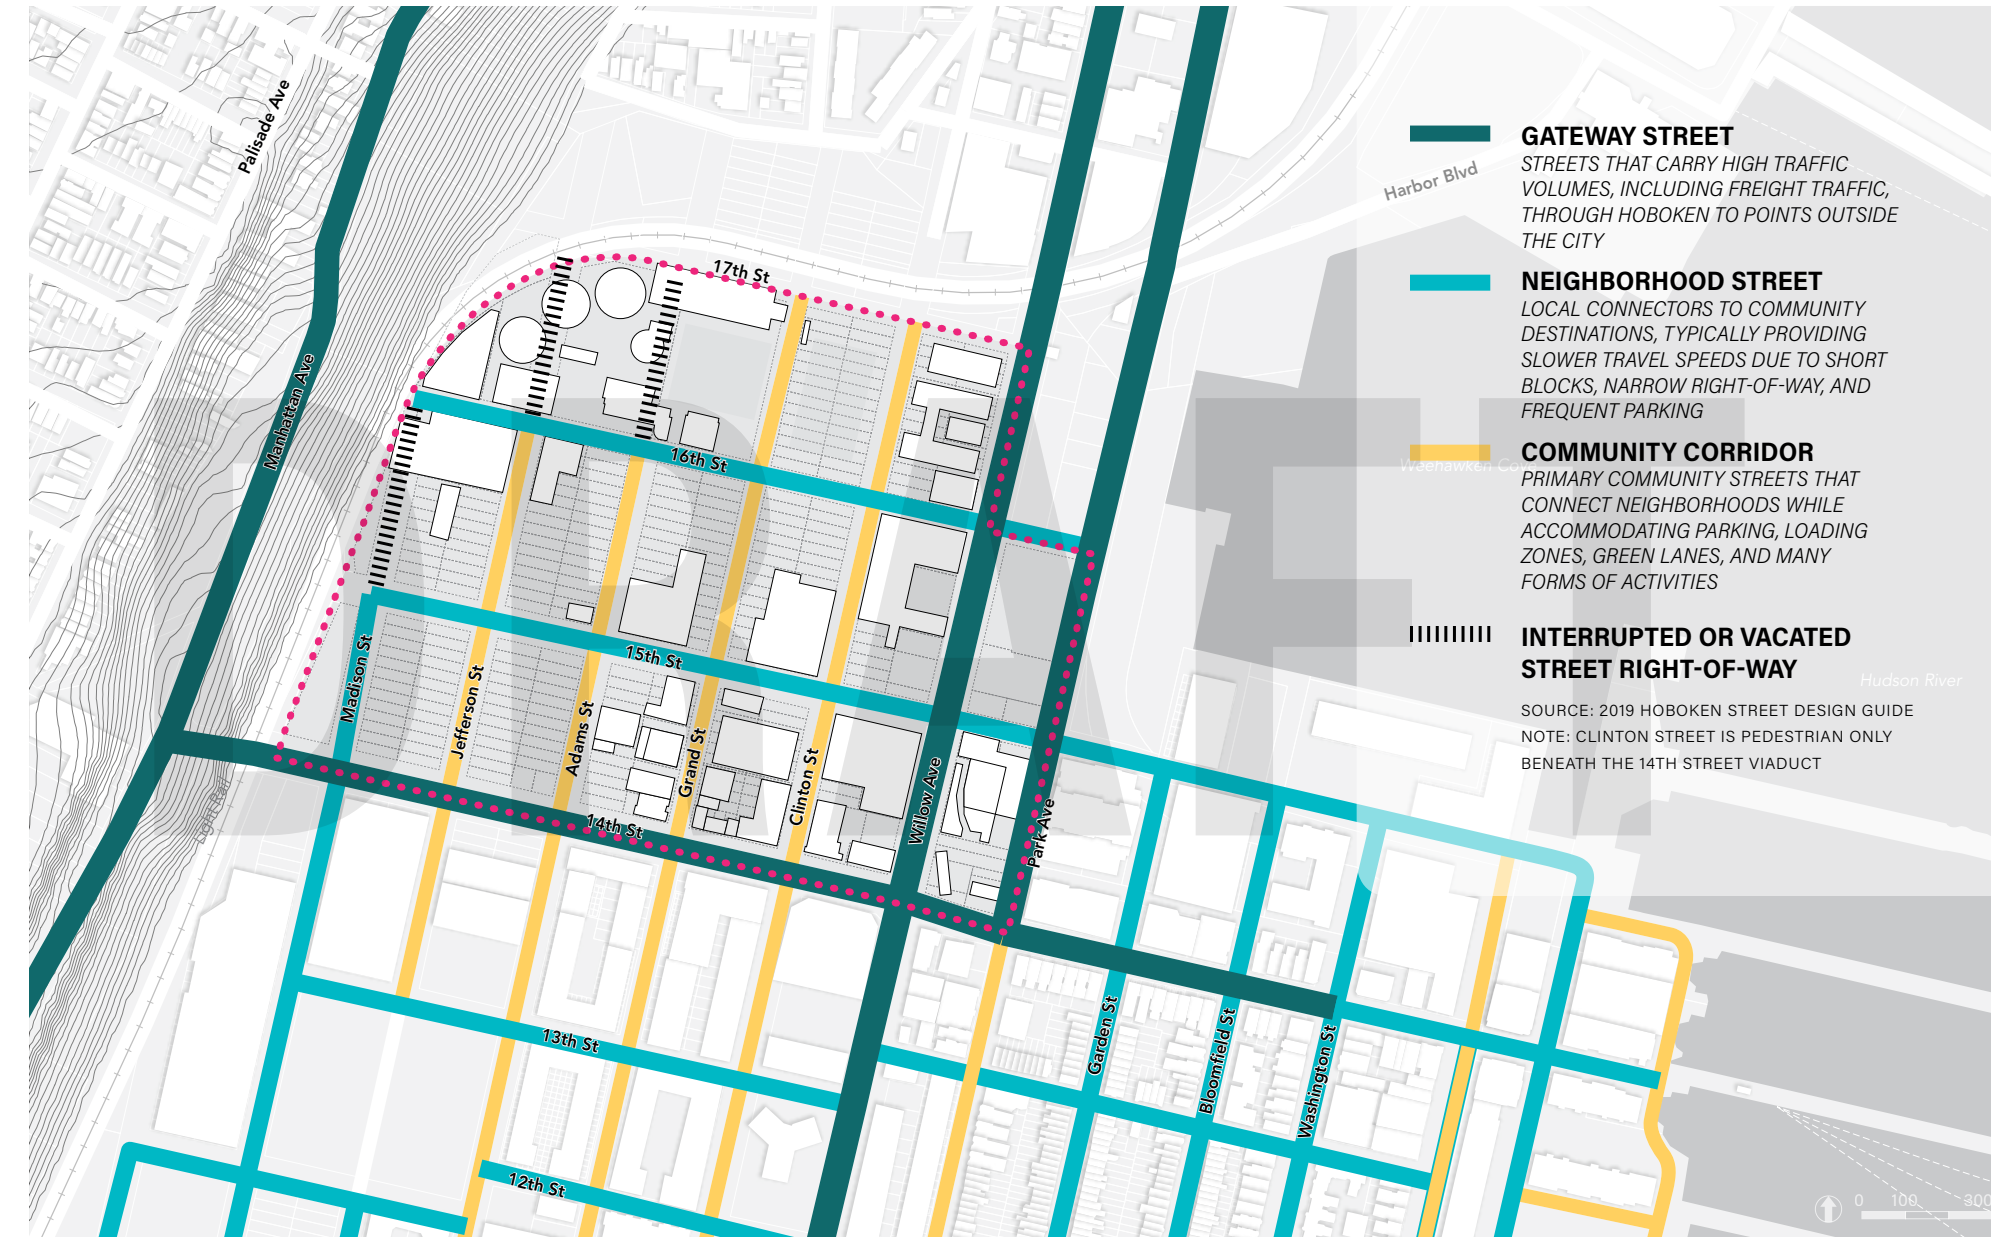 Palisade Ave
Manhattan Ave
Harbor Blvd
17th St
16th St
15th St
14th St
13th St
12th St
Madison St
Jefferson St
Adams St
Grand St
Clinton St
Willow Ave
Park Ave
Garden St
Bloomfield St
Washington St
Light Rail
Weehawken Cove
Hudson River
DRAFT
GATEWAY STREET
STREETS THAT CARRY HIGH TRAFFIC
VOLUMES, INCLUDING FREIGHT TRAFFIC,
THROUGH HOBOKEN TO POINTS OUTSIDE
THE CITY
NEIGHBORHOOD STREET
LOCAL CONNECTORS TO COMMUNITY
DESTINATIONS, TYPICALLY PROVIDING
SLOWER TRAVEL SPEEDS DUE TO SHORT
BLOCKS, NARROW RIGHT-OF-WAY, AND
FREQUENT PARKING
COMMUNITY CORRIDOR
PRIMARY COMMUNITY STREETS THAT
CONNECT NEIGHBORHOODS WHILE
ACCOMMODATING PARKING, LOADING
ZONES, GREEN LANES, AND MANY
FORMS OF ACTIVITIES
INTERRUPTED OR VACATED
STREET RIGHT-OF-WAY
SOURCE: 2019 HOBOKEN STREET DESIGN GUIDE
NOTE: CLINTON STREET IS PEDESTRIAN ONLY
BENEATH THE 14TH STREET VIADUCT
0 100 300